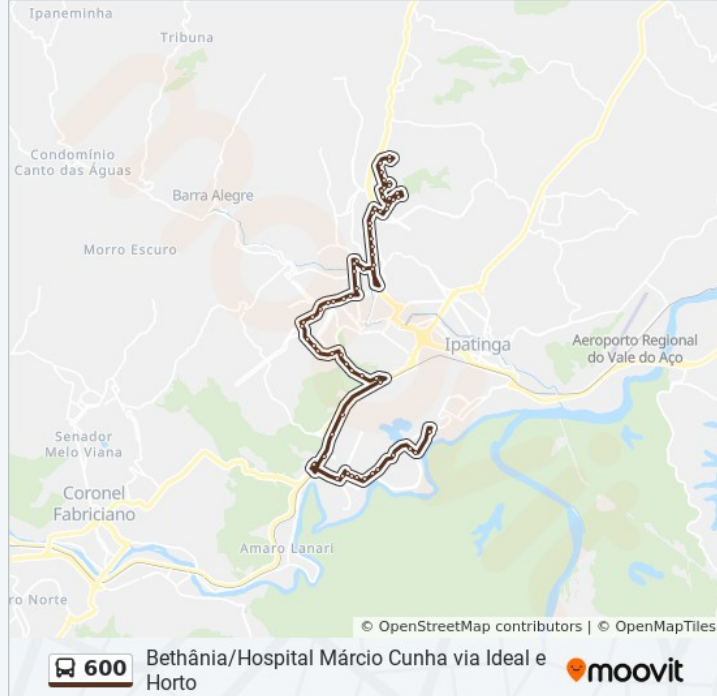 Ipaneminha
Tribuna
Condomínio
Canto das Águas
Barra Alegre
Morro Escuro
Ipatinga
Aeroporto Regional
do Vale do Aço
Senador
Melo Viana
Coronel
Fabriciano
Amaro Lanari
ro Norte
© OpenStreetMap contributors | © OpenMapTiles
600
Bethânia/Hospital Márcio Cunha via Ideal e
Horto
moovit